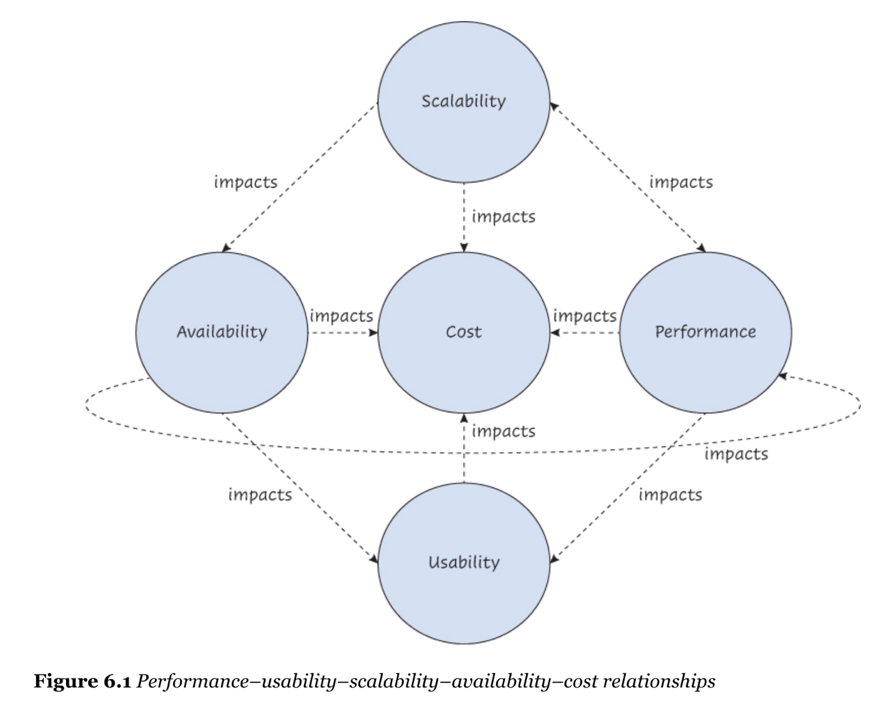 Scalability
impacts
impacts
impacts
Availability
impacts
Cost
impacts
Performance
impacts
impacts
impacts
impacts
Usability
Figure 6.1 Performance–usability–scalability–availability–cost relationships